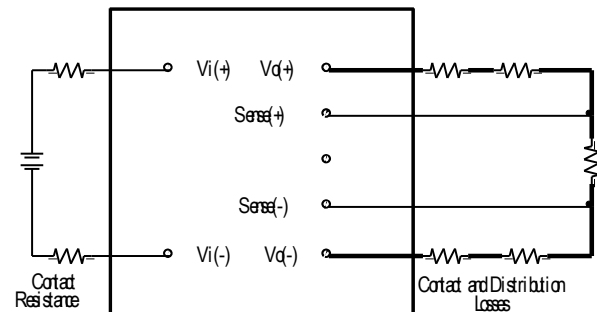 Vi(+) Vo(+)
Sense(+)
Sense(-)
Vi(-) Vo(-)
Contact
Resistance
Contact and Distribution
Losses